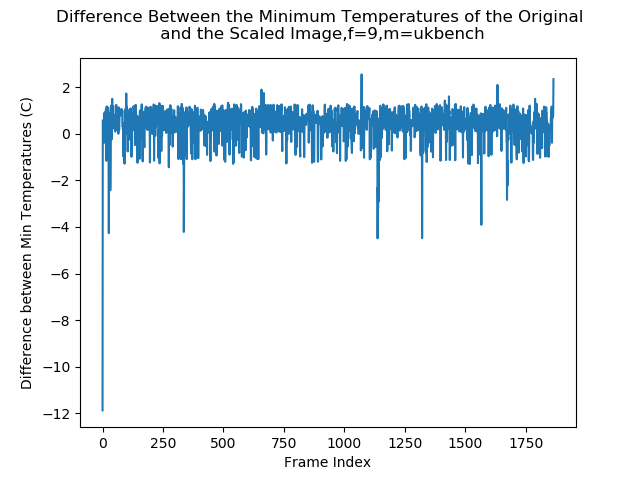 Difference Between the Minimum Temperatures of the Original
and the Scaled Image,f=9,m=ukbench
2
0
−2
−4
−6
−8
−10
−12
Difference between Min Temperatures (C)
0 250 500 750 1000 1250 1500 1750
Frame Index